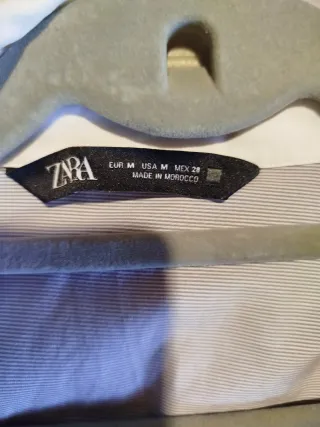 ZARA
EUR M USA M MEX 28
MADE IN MOROCCO